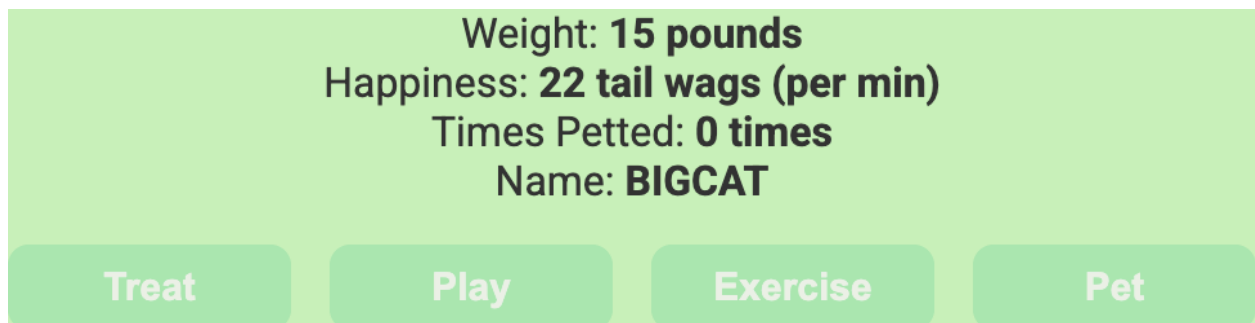 Weight: 15 pounds
Happiness: 22 tail wags (per min)
Times Petted: 0 times
Name: BIGCAT
Treat Play Exercise Pet